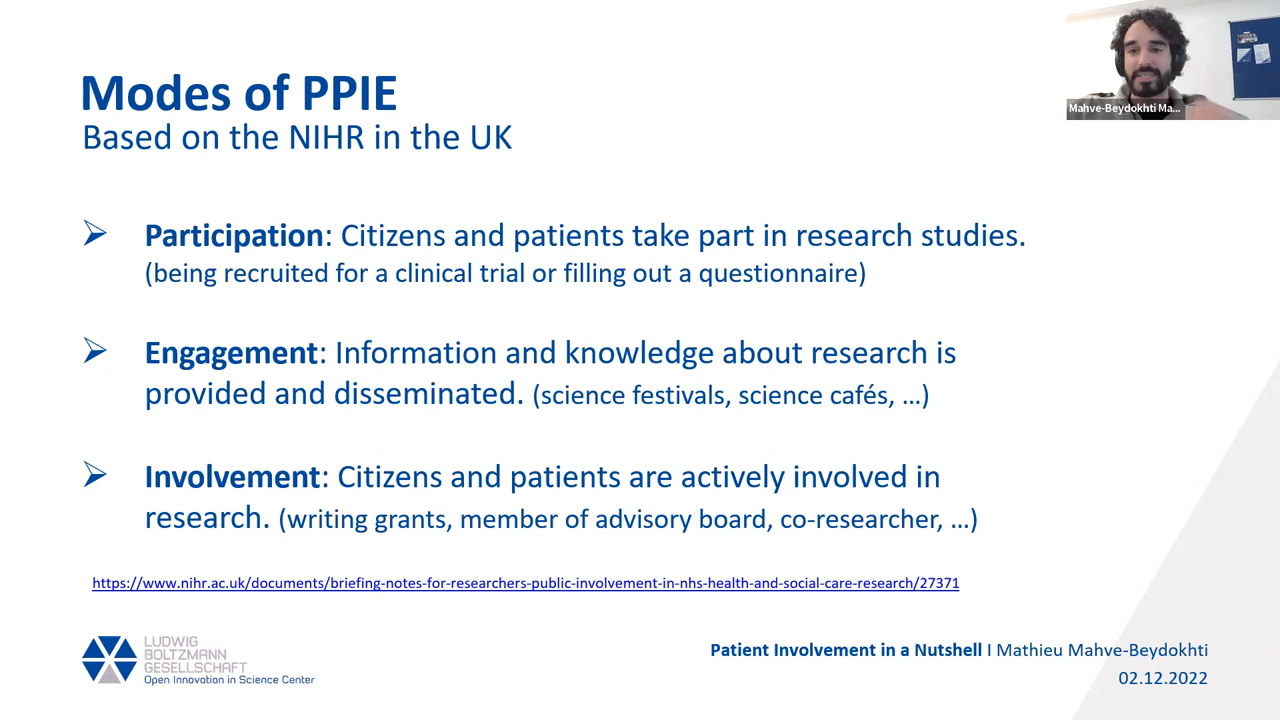 Modes of PPIE
Based on the NIHR in the UK
Mahve-Beydokhti Ma...
Participation: Citizens and patients take part in research studies.
(being recruited for a clinical trial or filling out a questionnaire)
Engagement: Information and knowledge about research is
provided and disseminated. (science festivals, science cafés, ...)
Involvement: Citizens and patients are actively involved in
research. (writing grants, member of advisory board, co-researcher, ...)
https://www.nihr.ac.uk/documents/briefing-notes-for-researchers-public-involvement-in-nhs-health-and-social-care-research/27371
LUDWIG
BOLTZMANN
GESELLSCHAFT
Open Innovation in Science Center
Patient Involvement in a Nutshell I Mathieu Mahve-Beydokhti
02.12.2022